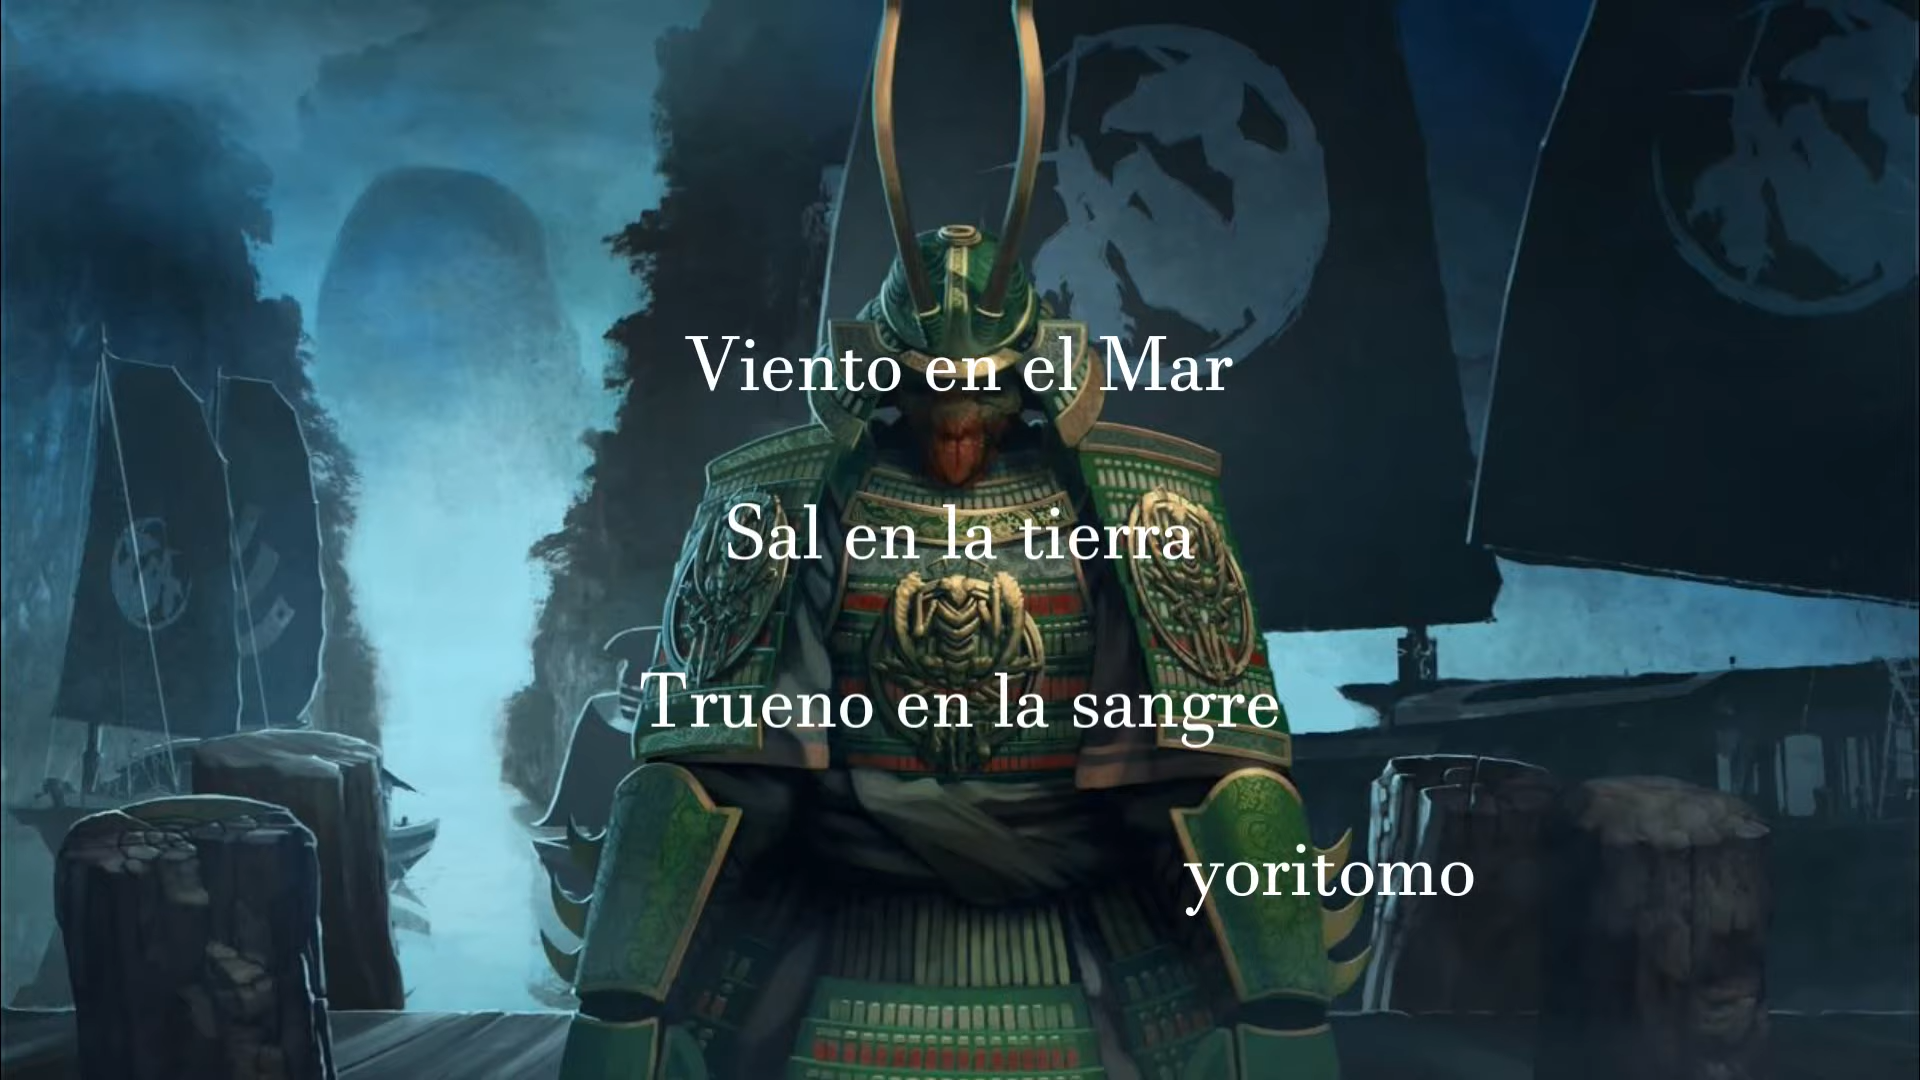 Viento en el Mar
Sal en la tierra
Trueno en la sangre
yoritomo